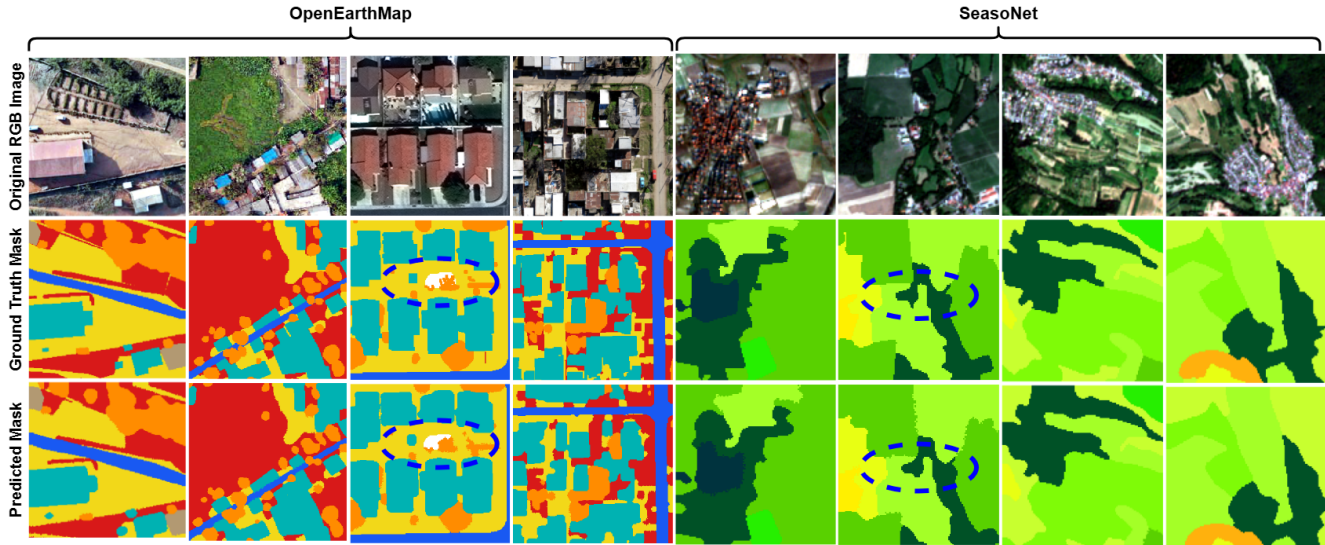 OpenEarthMap
SeasoNet
Original RGB Image
Ground Truth Mask
Predicted Mask